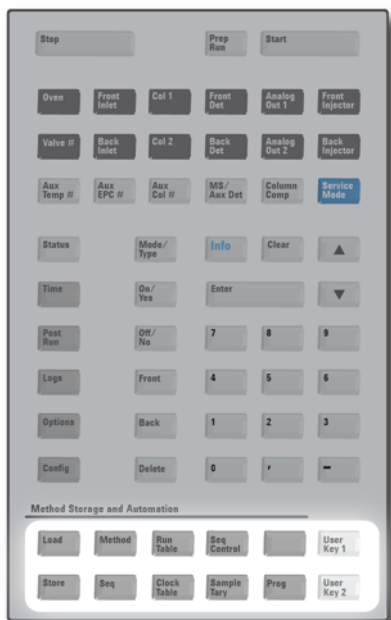 Stop Prep Run Start
Oven Front Inlet Col 1 Front Det Analog Out 1 Front Injector
Valve # Back Inlet Col 2 Back Det Analog Out 2 Back Injector
Aux Temp # Aux EPC # Aux Col # MS/ Aux Det Column Comp Service Mode
Status Mode/ Type Info Clear ▲
Time On/ Yes Enter ▼
Post Run Off/ No 7 8 9
Logs Front 4 5 6
Options Back 1 2 3
Config Delete 0 , –
Method Storage and Automation
Load Method Run Table Seq Control User Key 1
Store Seq Clock Table Sample Tary Prog User Key 2